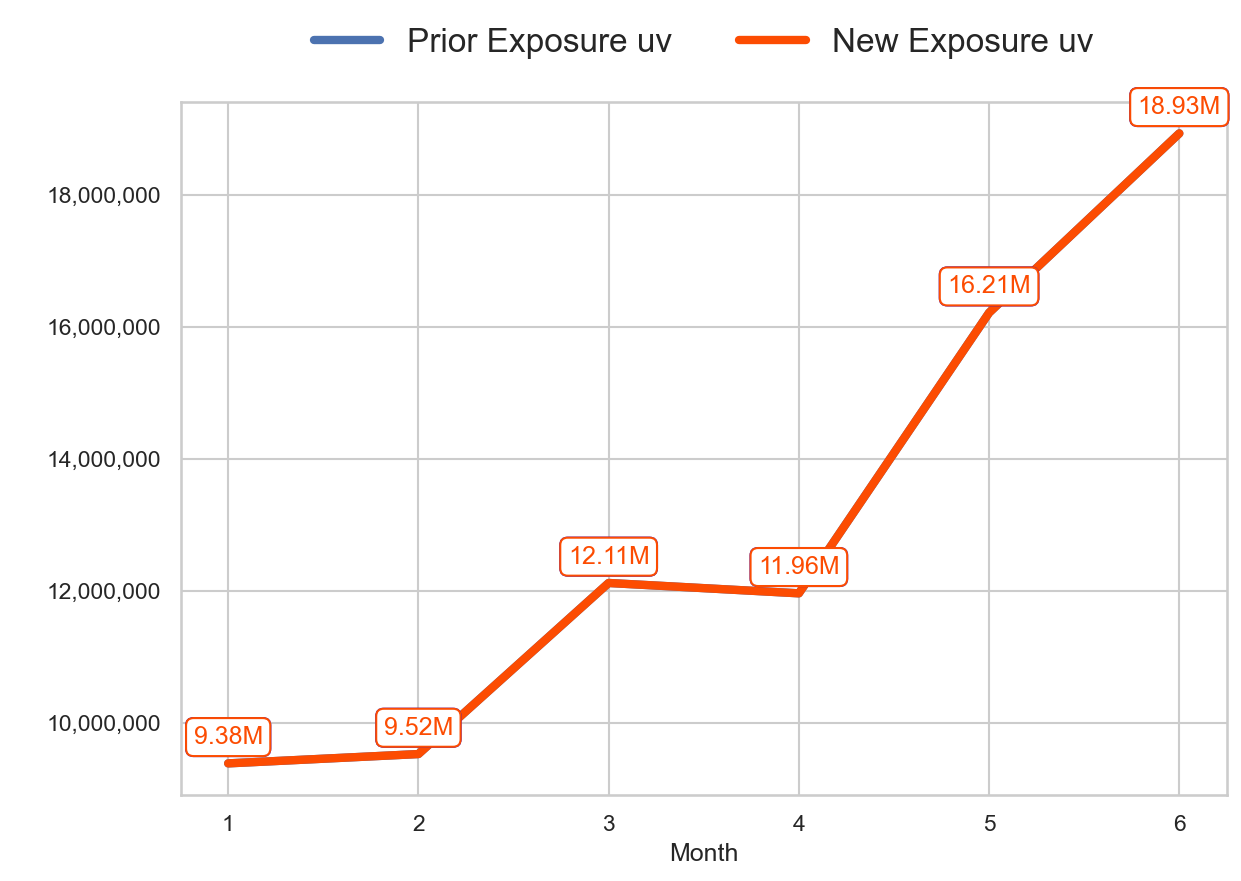 Prior Exposure uv New Exposure uv
18.93M
18,000,000
16.21M
16,000,000
14,000,000
12.11M
11.96M
12,000,000
9.52M
9.38M
10,000,000
1 2 3 4 5 6
Month